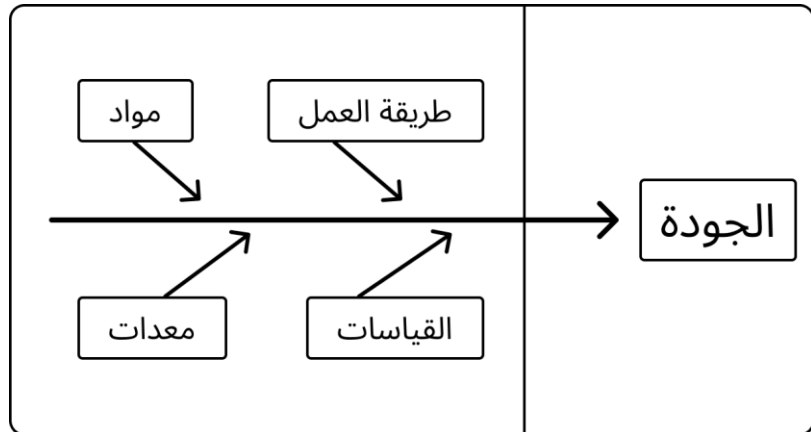 طريقة العمل
مواد
الجودة
القياسات
معدات